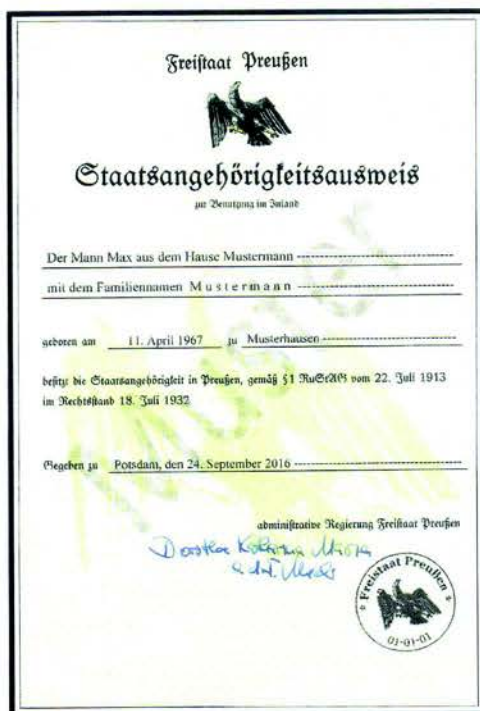 Freistaat Preußen
Staatsangehörigkeitsausweis
zur Benutzung im Inland
Der Mann Max aus dem Hause Mustermann
mit dem Familiennamen Mustermann
geboren am 11. April 1967 zu Musterhausen
besitzt die Staatsangehörigkeit in Preußen, gemäß §1 RuStAG vom 22. Juli 1913
im Rechtsstand 18. Juli 1932
Gegeben zu Potsdam, den 24. September 2016
administrative Regierung Freistaat Preußen
Freistaat Preußen
01-01-01
Muster